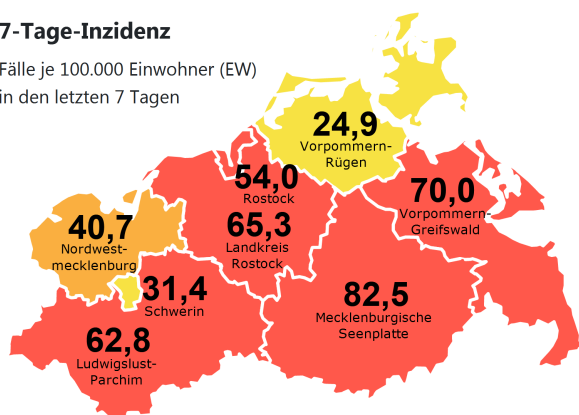 7-Tage-Inzidenz
Fälle je 100.000 Einwohner (EW)
in den letzten 7 Tagen
24,9
Vorpommern-
Rügen
54,0
Rostock
70,0
Vorpommern-
Greifswald
40,7
Nordwest-
mecklenburg
65,3
Landkreis
Rostock
31,4
Schwerin
82,5
Mecklenburgische
Seenplatte
62,8
Ludwigslust-
Parchim